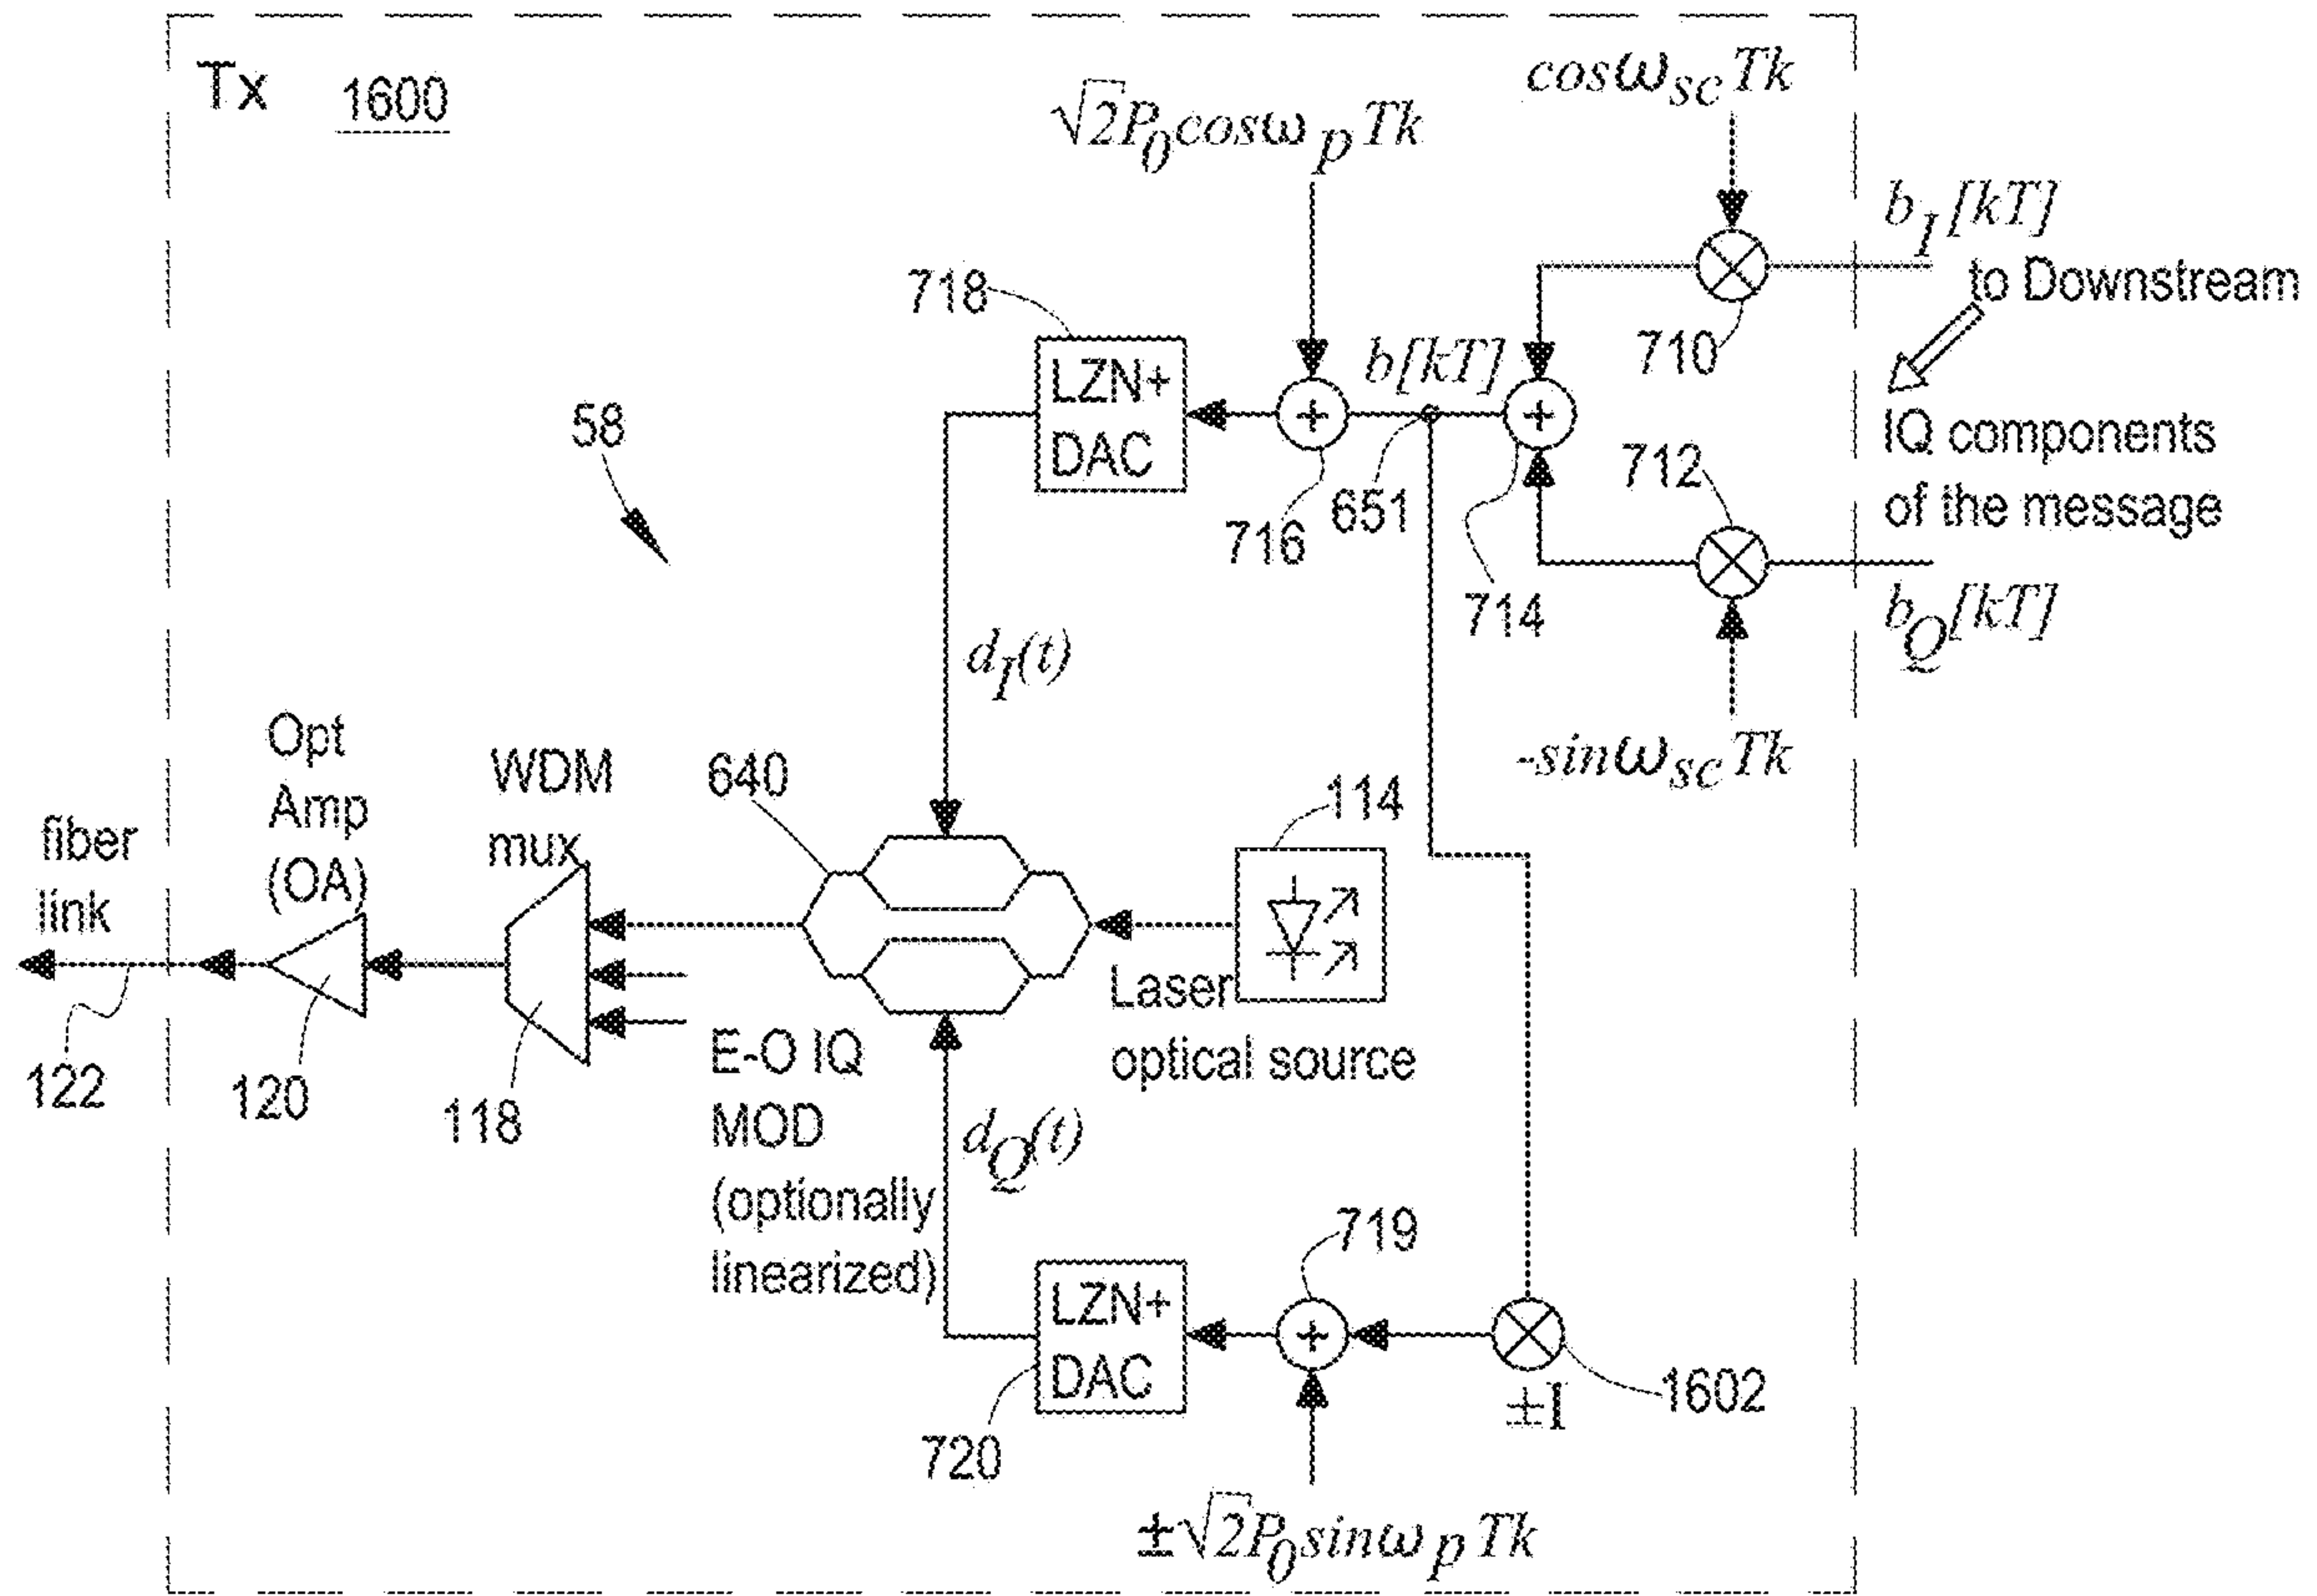 Tx 1600
cosω_sc Tk
√2P_0cosω_p Tk
b_I[kT]
to Downstream
718
710
LZN+
DAC
b[kT]
58
IQ components
of the message
712
651
716
714
b_Q[kT]
d_I(t)
-sinω_sc Tk
Opt
Amp
(OA)
WDM
mux
640
114
fiber
link
Laser
optical source
E-O IQ
MOD
(optionally
linearized)
122
120
118
d_Q(t)
719
LZN+
DAC
1602
±I
720
±√2P_0sinω_p Tk